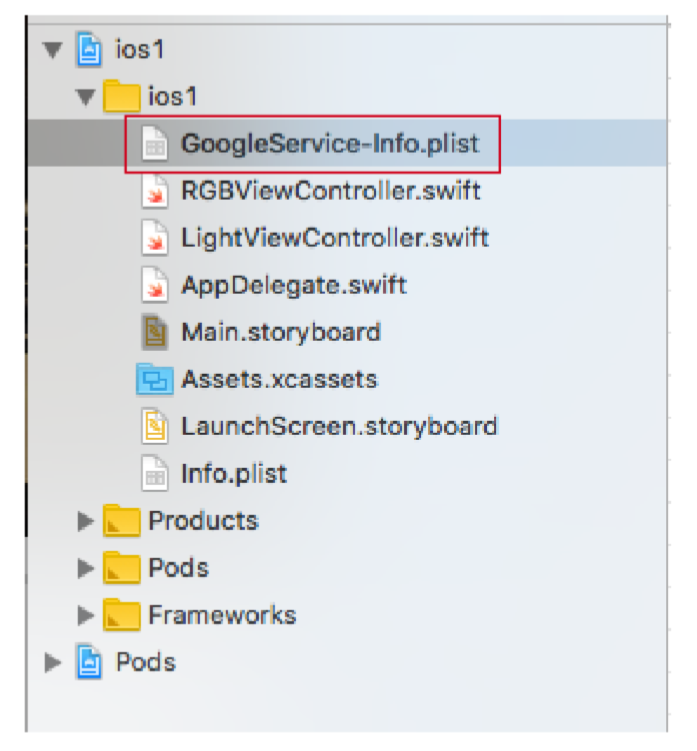 ios1
ios1
GoogleService-Info.plist
RGBViewController.swift
LightViewController.swift
AppDelegate.swift
Main.storyboard
Assets.xcassets
LaunchScreen.storyboard
Info.plist
Products
Pods
Frameworks
Pods